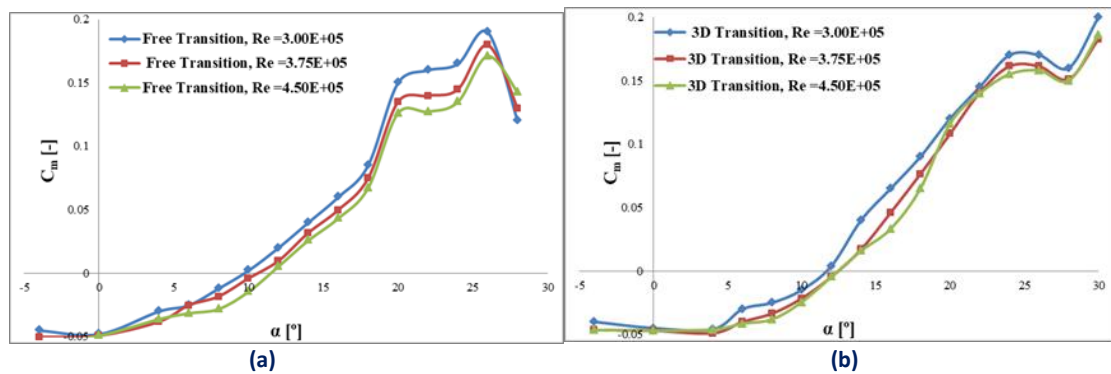 0.2
Free Transition, Re =3.00E+05
Free Transition, Re =3.75E+05
Free Transition, Re =4.50E+05
0.15
0.1
Cm [-]
0.05
0
-5 0 5 10 15 20 25 30
-0.05
α [º]
(a)
0.2
3D Transition, Re =3.00E+05
3D Transition, Re =3.75E+05
3D Transition, Re =4.50E+05
0.15
0.1
Cm [-]
0.05
0
-5 0 5 10 15 20 25 30
-0.05
α [º]
(b)